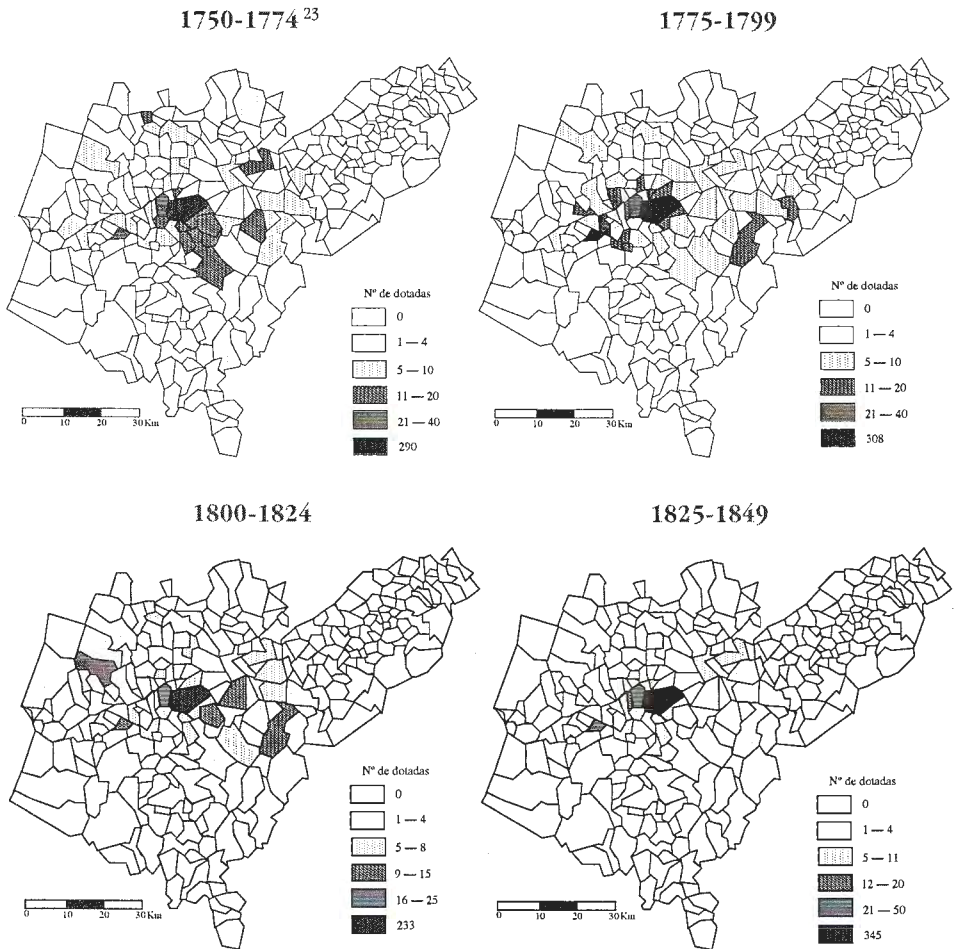 1750-1774 23
Nº de dotadas
0
1 — 4
5 — 10
11 — 20
21 — 40
290
0 10 20 30 Km
1775-1799
Nº de dotadas
0
1 — 4
5 — 10
11 — 20
21 — 40
308
0 10 20 30 Km
1800-1824
Nº de dotadas
0
1 — 4
5 — 8
9 — 15
16 — 25
233
0 10 20 30 Km
1825-1849
Nº de dotadas
0
1 — 4
5 — 11
12 — 20
21 — 50
345
0 10 20 30 Km